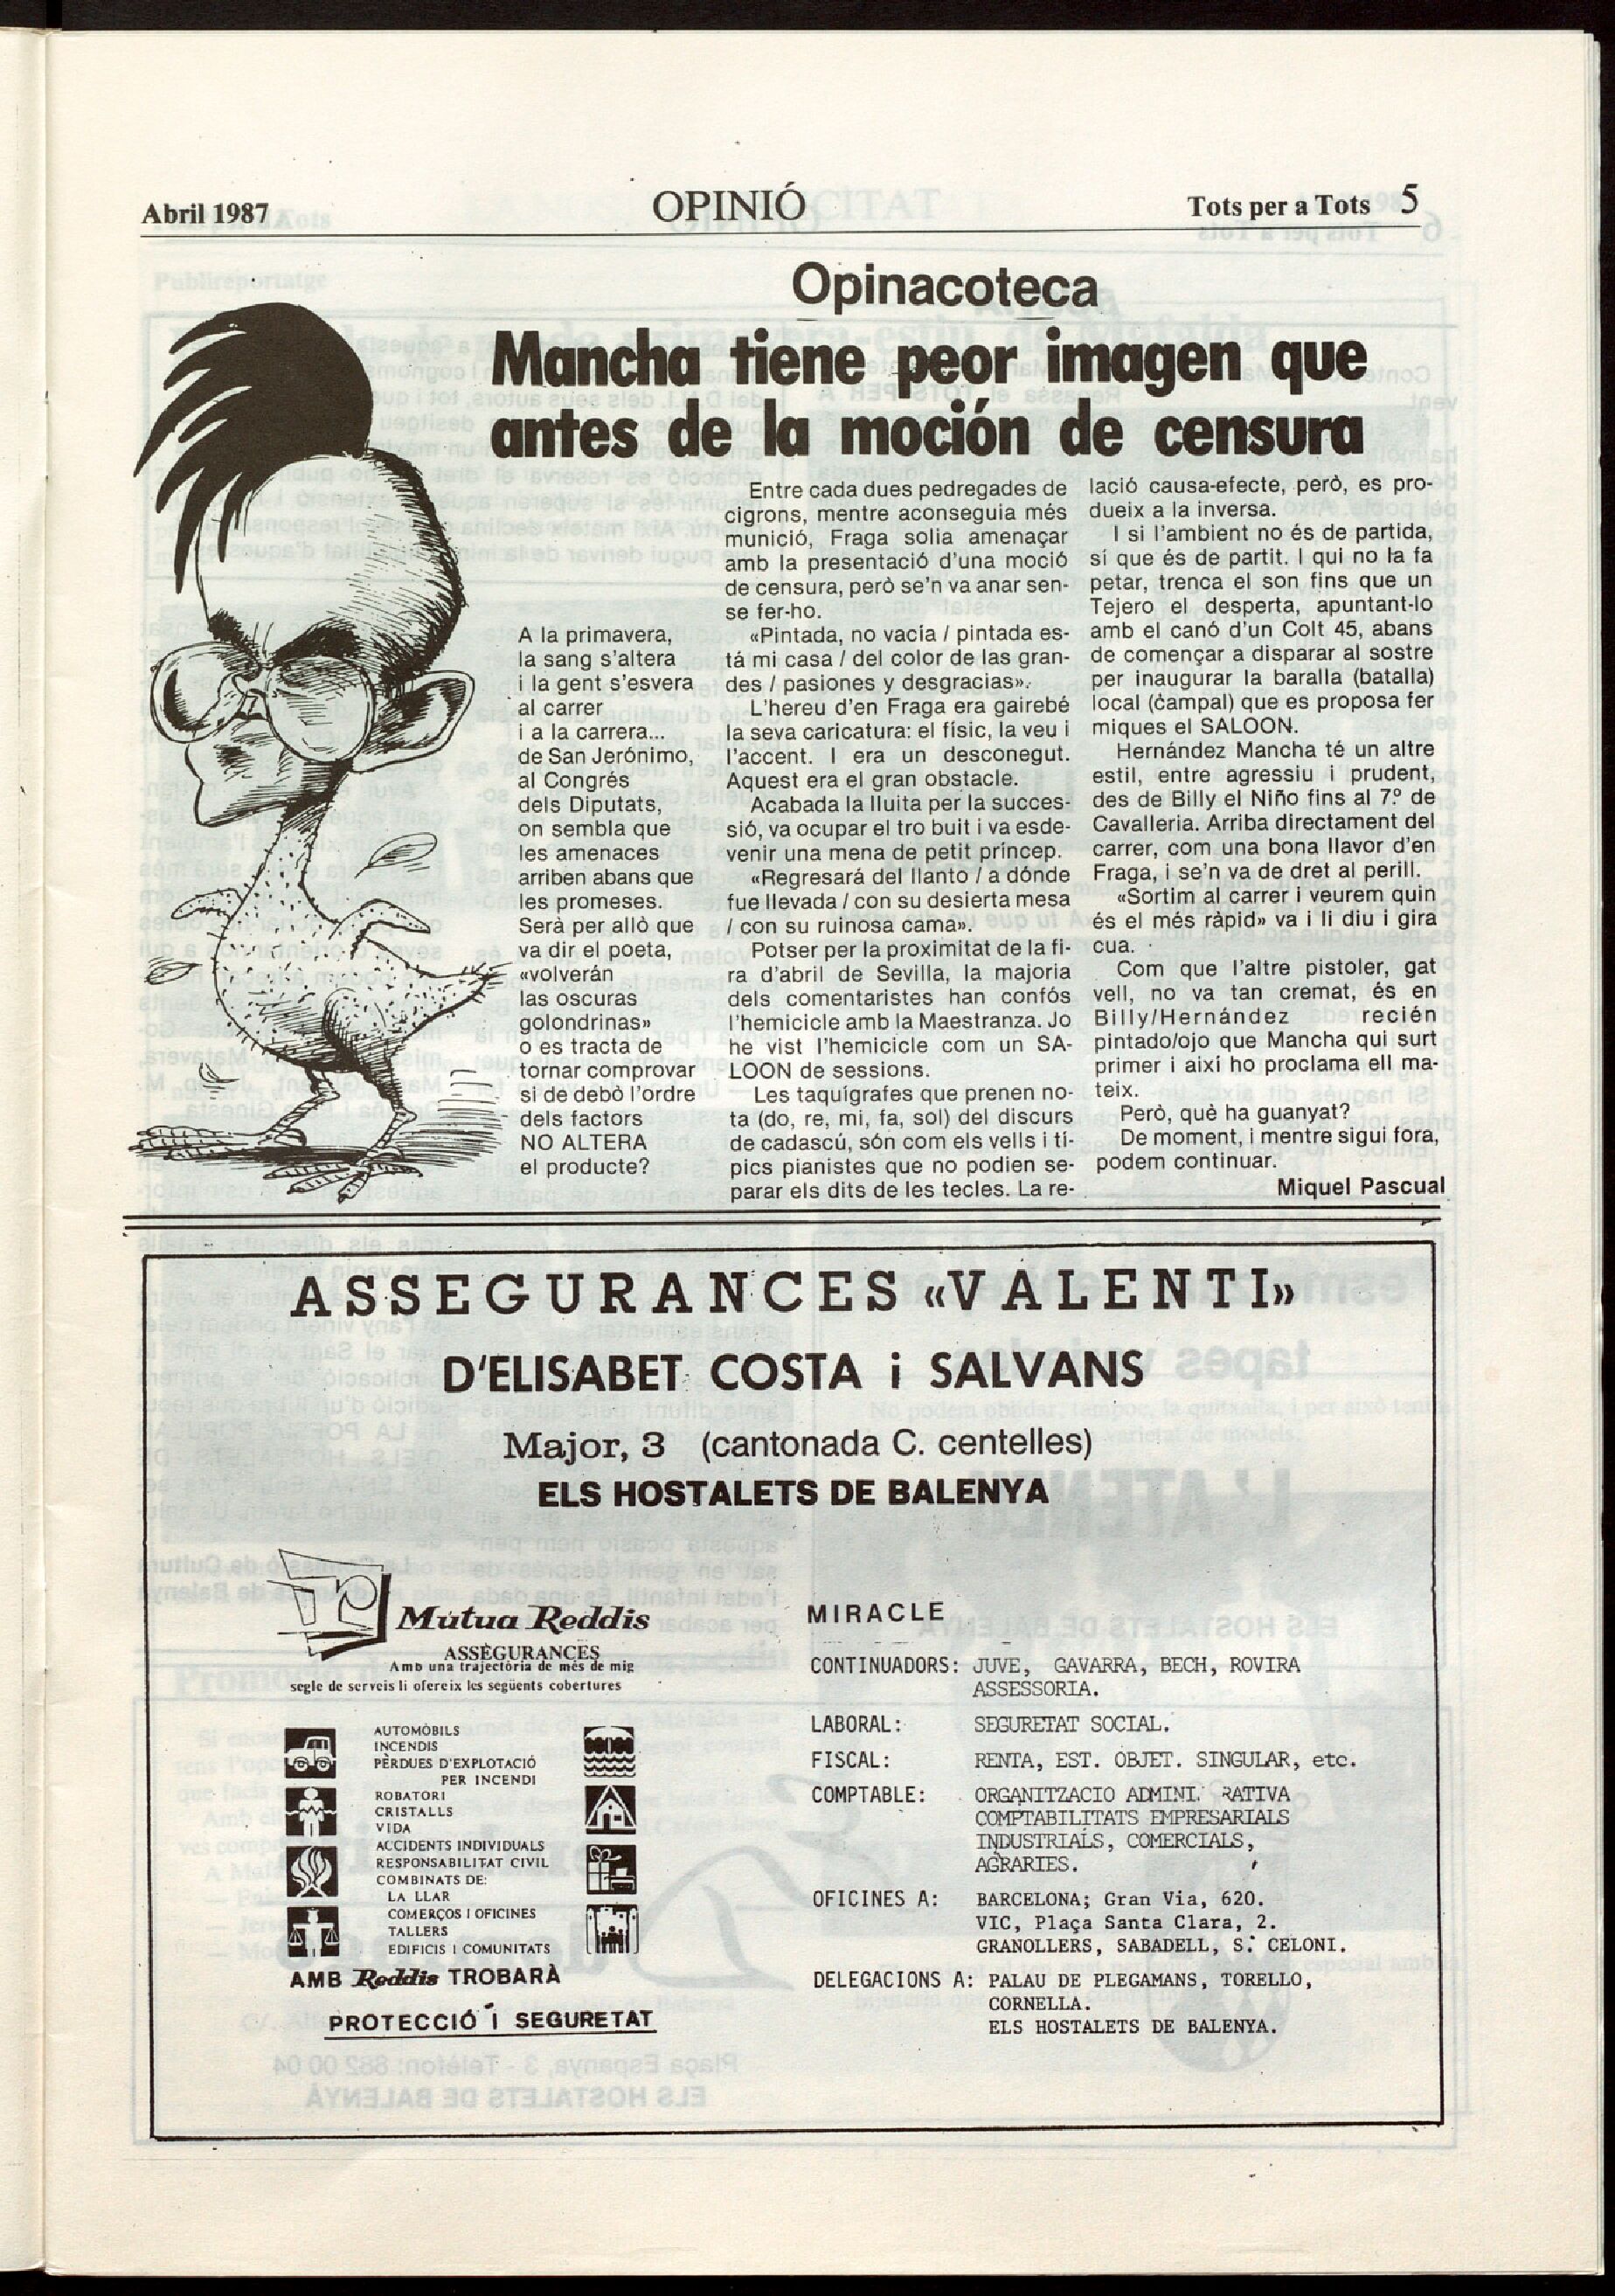 Abril 1987
OPINIÓ
Tots per a Tots 5
Opinacoteca
Mancha tiene peor imagen que
antes de la moción de censura
A la primavera,
la sang s'altera
i la gent s'esvera
al carrer
i a la carrera...
de San Jerónimo,
al Congrés
dels Diputats,
on sembla que
les amenaces
arriben abans que
les promeses.
Serà per allò que
va dir el poeta,
«volverán
las oscuras
golondrinas»
o es tracta de
tornar comprovar
si de debò l'ordre
dels factors
NO ALTERA
el producte?
Entre cada dues pedregades de
cigrons, mentre aconseguia més
munició, Fraga solia amenaçar
amb la presentació d'una moció
de censura, però se'n va anar sen-
se fer-ho.
«Pintada, no vacía / pintada es-
tá mi casa / del color de las gran-
des / pasiones y desgracias».
L'hereu d'en Fraga era gairebé
la seva caricatura: el físic, la veu i
l'accent. I era un desconegut.
Aquest era el gran obstacle.
Acabada la lluita per la succes-
sió, va ocupar el tro buit i va esde-
venir una mena de petit príncep.
«Regresará del llanto / a dónde
fue llevada / con su desierta mesa
/ con su ruinosa cama».
Potser per la proximitat de la fi-
ra d'abril de Sevilla, la majoria
dels comentaristes han confós
l'hemicicle amb la Maestranza. Jo
he vist l'hemicicle com un SA-
LOON de sessions.
Les taquígrafes que prenen no-
ta (do, re, mi, fa, sol) del discurs
de cadascú, són com els vells i tí-
pics pianistes que no podien se-
parar els dits de les tecles. La re-
lació causa-efecte, però, es pro-
dueix a la inversa.
I si l'ambient no és de partida,
sí que és de partit. I qui no la fa
petar, trenca el son fins que un
Tejero el desperta, apuntant-lo
amb el canó d'un Colt 45, abans
de començar a disparar al sostre
per inaugurar la baralla (batalla)
local (campal) que es proposa fer
miques el SALOON.
Hernández Mancha té un altre
estil, entre agressiu i prudent,
des de Billy el Niño fins al 7.º de
Cavalleria. Arriba directament del
carrer, com una bona llavor d'en
Fraga, i se'n va de dret al perill.
«Sortim al carrer i veurem quin
és el més ràpid» va i li diu i gira
cua.
Com que l'altre pistoler, gat
vell, no va tan cremat, és en
Billy/Hernández recién
pintado/ojo que Mancha qui surt
primer i així ho proclama ell ma-
teix.
Però, què ha guanyat?
De moment, i mentre sigui fora,
podem continuar.
Miquel Pascual
ASSEGURANCES «VALENTI»
D'ELISABET COSTA i SALVANS
Major, 3 (cantonada C. centelles)
ELS HOSTALETS DE BALENYA
Mútua Reddis
ASSEGURANCES
Amb una trajectòria de més de mig
segle de serveis li ofereix les següents cobertures
AUTOMÒBILS
INCENDIS
PÈRDUES D'EXPLOTACIÓ
PER INCENDI
ROBATORI
CRISTALLS
VIDA
ACCIDENTS INDIVIDUALS
RESPONSABILITAT CIVIL
COMBINATS DE:
LA LLAR
COMERÇOS I OFICINES
TALLERS
EDIFICIS I COMUNITATS
AMB Reddis TROBARÀ
PROTECCIÓ I SEGURETAT
MIRACLE
CONTINUADORS: JUVE, GAVARRA, BECH, ROVIRA
ASSESSORIA.
LABORAL: SEGURETAT SOCIAL.
FISCAL: RENTA, EST. OBJET. SINGULAR, etc.
COMPTABLE: ORGANITZACIO ADMINI. RATIVA
COMPTABILITATS EMPRESARIALS
INDUSTRIALS, COMERCIALS,
AGRARIES.
OFICINES A: BARCELONA; Gran Via, 620.
VIC, Plaça Santa Clara, 2.
GRANOLLERS, SABADELL, S. CELONI.
DELEGACIONS A: PALAU DE PLEGAMANS, TORELLO,
CORNELLA.
ELS HOSTALETS DE BALENYA.